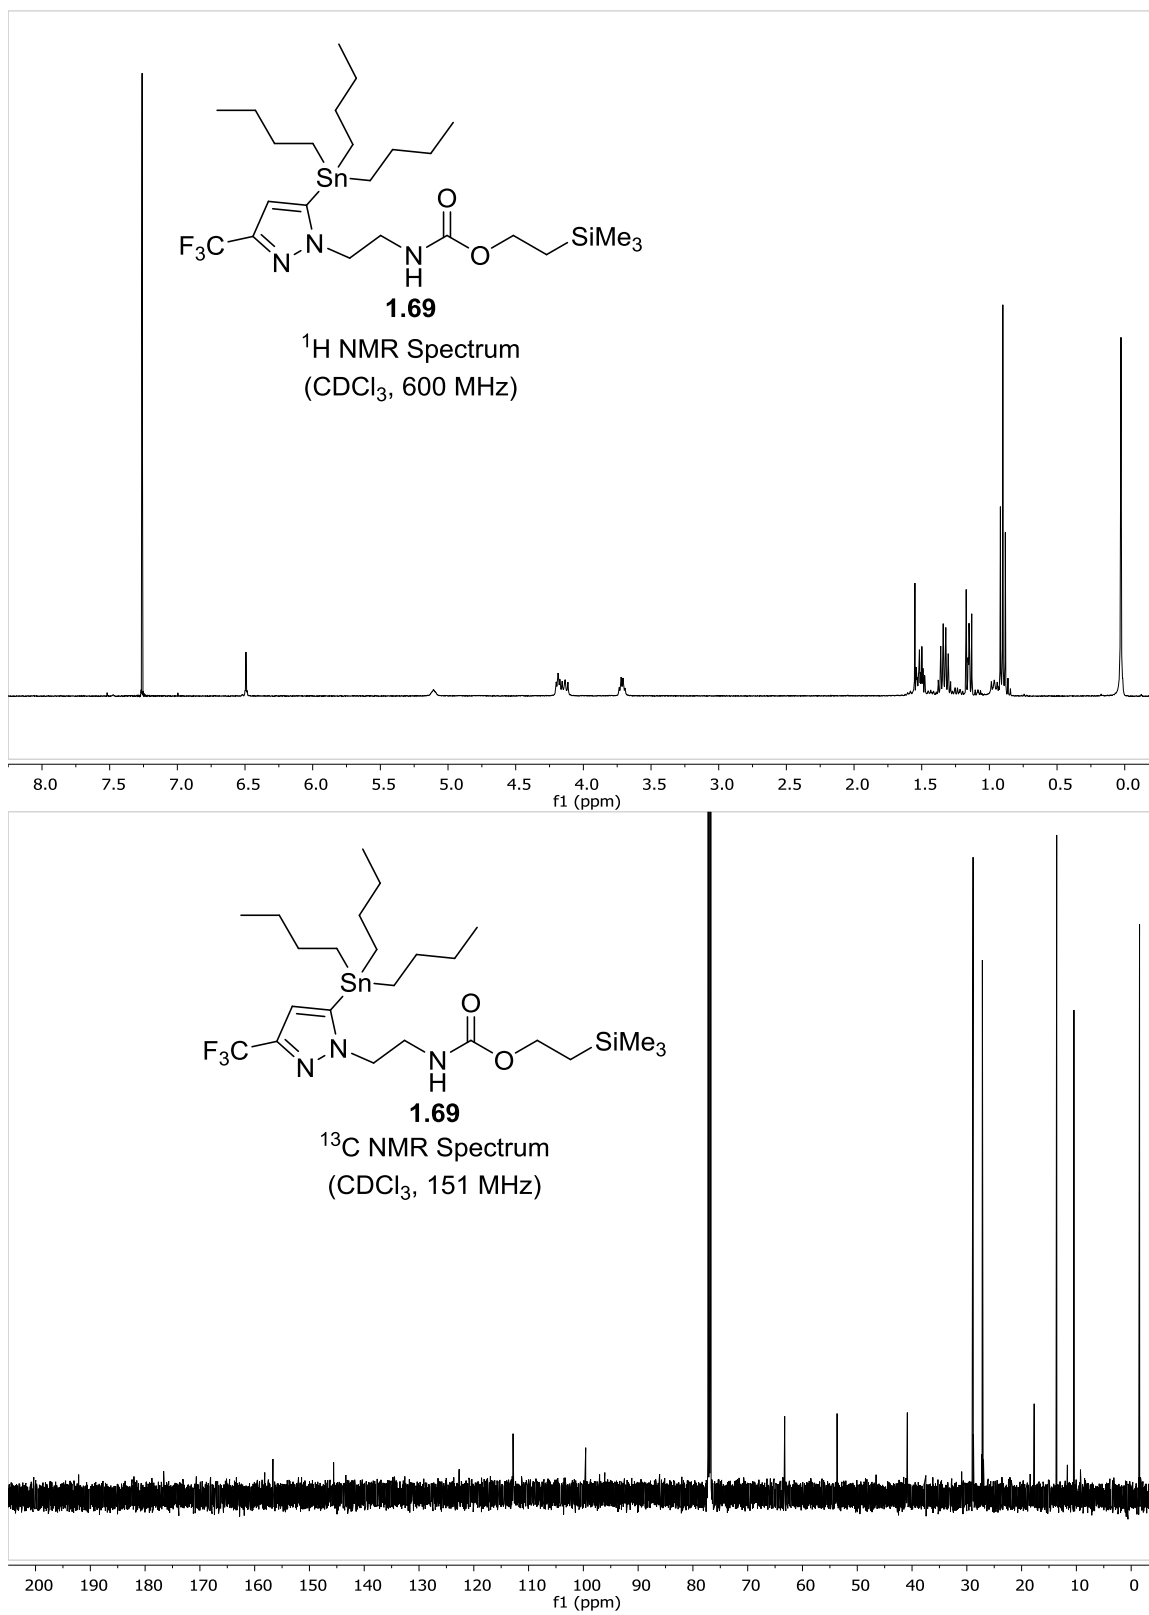 Sn
O
SiMe3
F3C
N
N
N
H
O
1.69
1H NMR Spectrum
(CDCl3, 600 MHz)
8.0 7.5 7.0 6.5 6.0 5.5 5.0 4.5 4.0 3.5 3.0 2.5 2.0 1.5 1.0 0.5 0.0
f1 (ppm)
Sn
O
SiMe3
F3C
N
N
N
H
O
1.69
13C NMR Spectrum
(CDCl3, 151 MHz)
200 190 180 170 160 150 140 130 120 110 100 90 80 70 60 50 40 30 20 10 0
f1 (ppm)